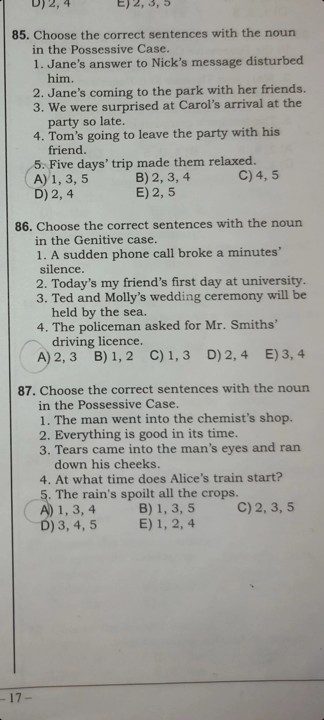 D) 2, 4 E) 2, 3, 5
85. Choose the correct sentences with the noun
in the Possessive Case.
1. Jane's answer to Nick's message disturbed
him.
2. Jane's coming to the park with her friends.
3. We were surprised at Carol's arrival at the
party so late.
4. Tom's going to leave the party with his
friend.
5. Five days' trip made them relaxed.
A) 1, 3, 5 B) 2, 3, 4 C) 4, 5
D) 2, 4 E) 2, 5
86. Choose the correct sentences with the noun
in the Genitive case.
1. A sudden phone call broke a minutes'
silence.
2. Today's my friend's first day at university.
3. Ted and Molly's wedding ceremony will be
held by the sea.
4. The policeman asked for Mr. Smiths'
driving licence.
A) 2, 3 B) 1, 2 C) 1, 3 D) 2, 4 E) 3, 4
87. Choose the correct sentences with the noun
in the Possessive Case.
1. The man went into the chemist's shop.
2. Everything is good in its time.
3. Tears came into the man's eyes and ran
down his cheeks.
4. At what time does Alice's train start?
5. The rain's spoilt all the crops.
A) 1, 3, 4 B) 1, 3, 5 C) 2, 3, 5
D) 3, 4, 5 E) 1, 2, 4
– 17 –